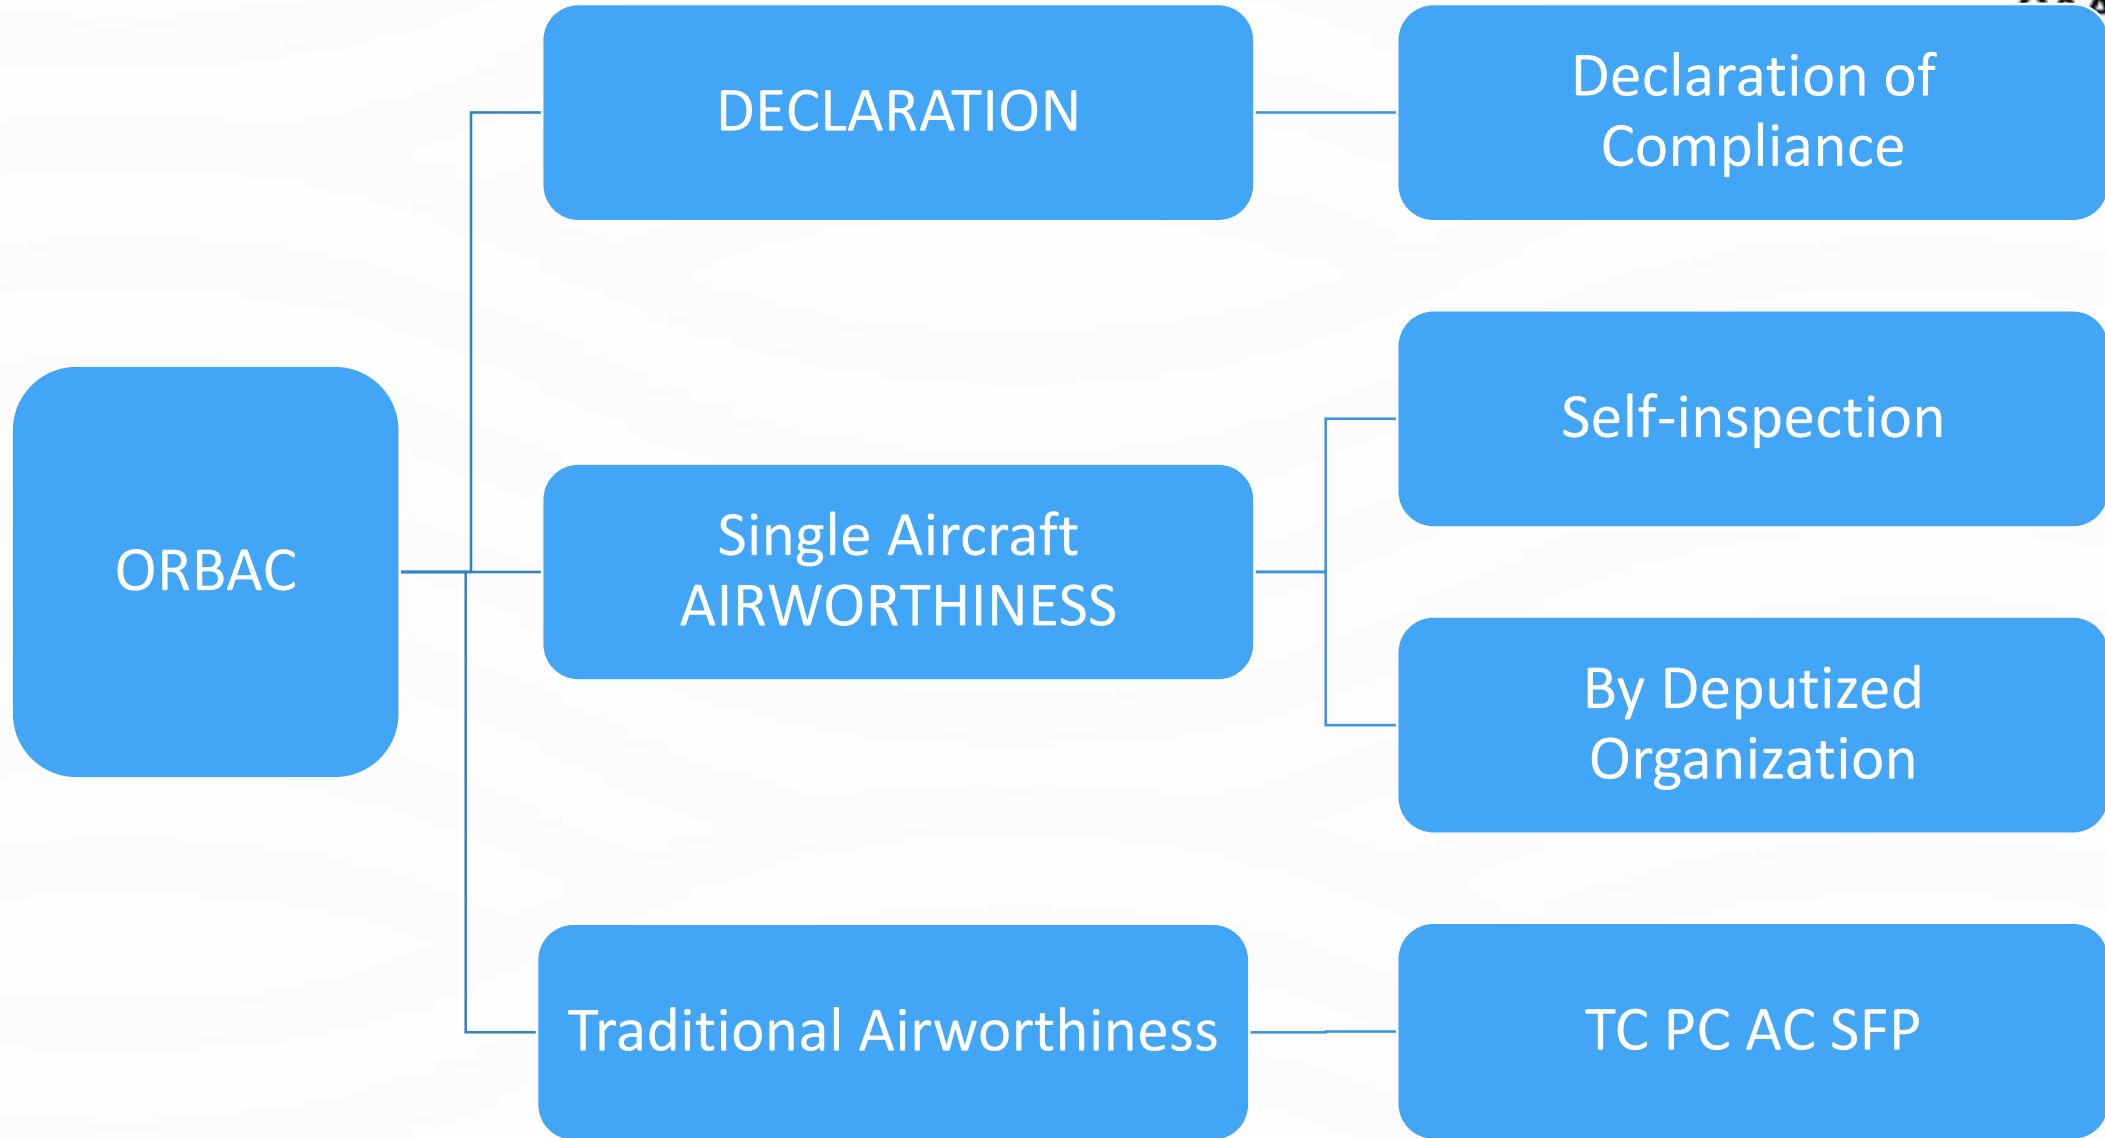 DECLARATION
Declaration of
Compliance
Self-inspection
ORBAC
Single Aircraft
AIRWORTHINESS
By Deputized
Organization
Traditional Airworthiness
TC PC AC SFP